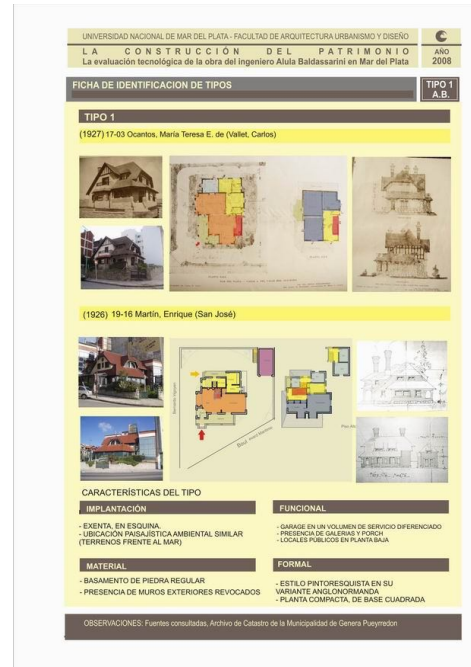 UNIVERSIDAD NACIONAL DE MAR DEL PLATA - FACULTAD DE ARQUITECTURA URBANISMO Y DISEÑO
LA CONSTRUCCIÓN DEL PATRIMONIO
La evaluación tecnológica de la obra del ingeniero Alula Baldassarini en Mar del Plata
AÑO
2008
FICHA DE IDENTIFICACION DE TIPOS
TIPO 1
A.B.
TIPO 1
(1927) 17-03 Ocantos, María Teresa E. de (Vallet, Carlos)
(1926) 19-16 Martín, Enrique (San José)
CARACTERÍSTICAS DEL TIPO
IMPLANTACIÓN
- EXENTA, EN ESQUINA.
- UBICACIÓN PAISAJÍSTICA AMBIENTAL SIMILAR
(TERRENOS FRENTE AL MAR)
FUNCIONAL
- GARAGE EN UN VOLUMEN DE SERVICIO DIFERENCIADO
- PRESENCIA DE GALERIAS Y PORCH
- LOCALES PÚBLICOS EN PLANTA BAJA
MATERIAL
- BASAMENTO DE PIEDRA REGULAR
- PRESENCIA DE MUROS EXTERIORES REVOCADOS
FORMAL
- ESTILO PINTORESQUISTA EN SU
VARIANTE ANGLONORMANDA
- PLANTA COMPACTA, DE BASE CUADRADA
OBSERVACIONES: Fuentes consultadas, Archivo de Catastro de la Municipalidad de Genera Pueyrredon